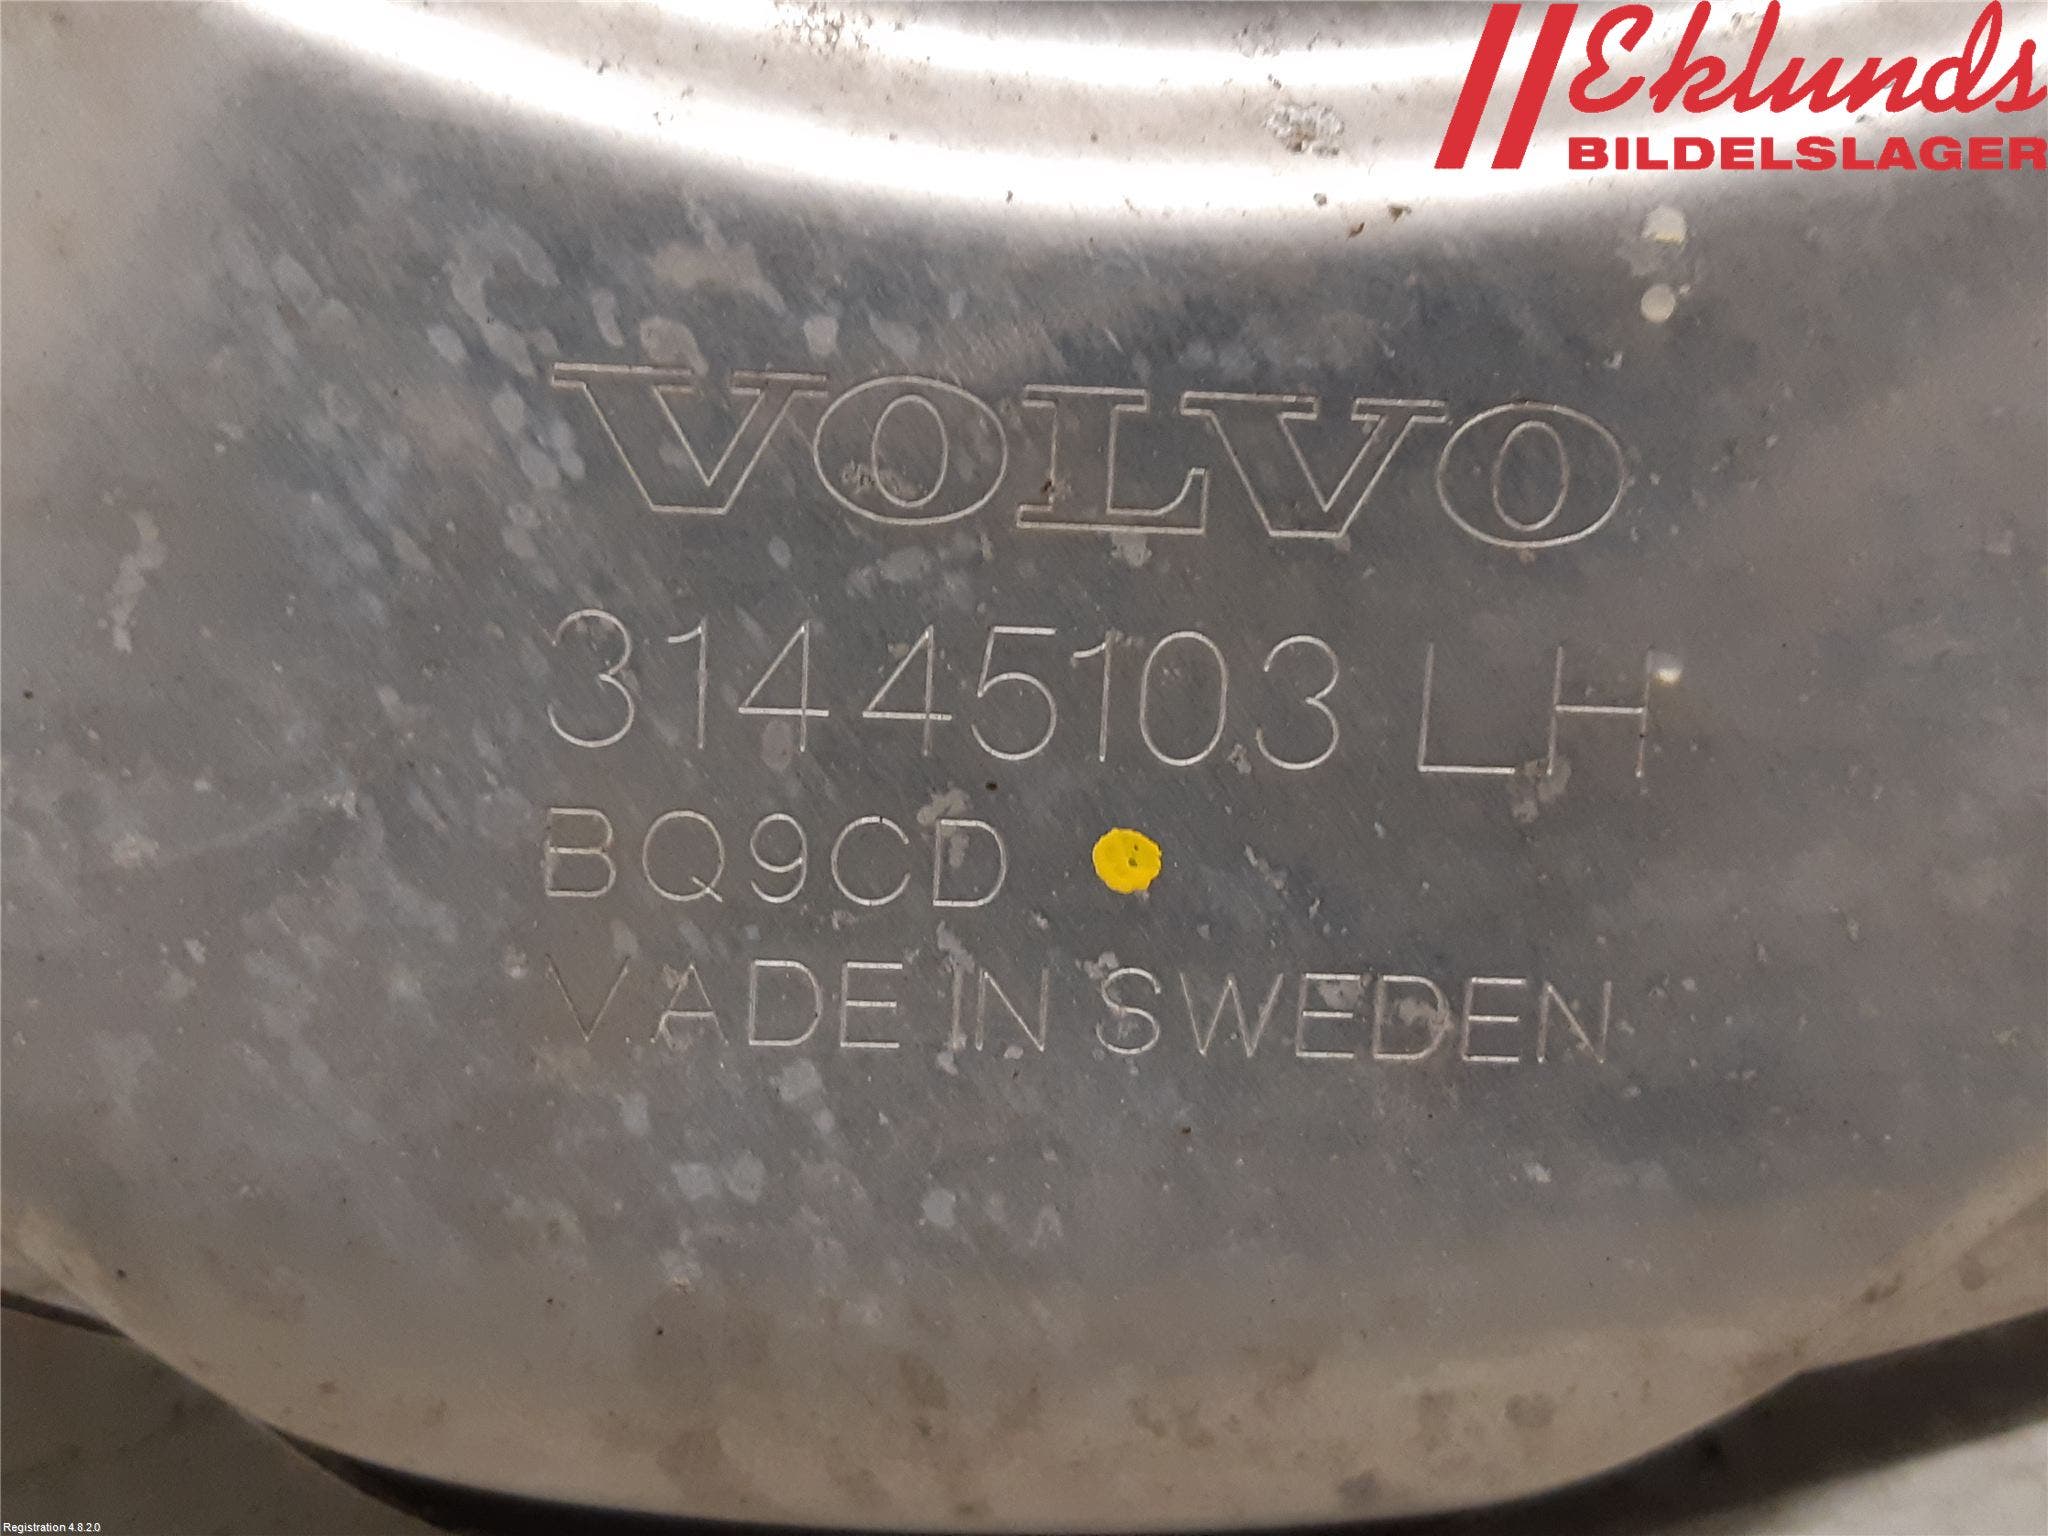 Eklunds
BILDELSLAGER
VOLVO
31445103 LH
BQ9CD
VADE IN SWEDEN
Registration 4.8.2.0